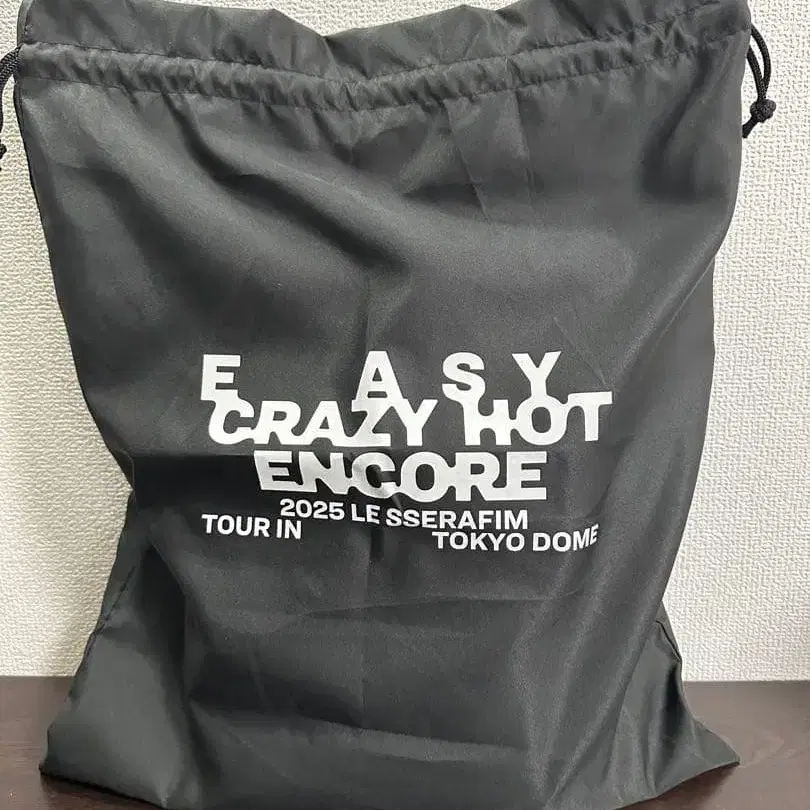 EASY
CRAZY HOT
ENCORE
2025 LE SSERAFIM
TOUR IN TOKYO DOME